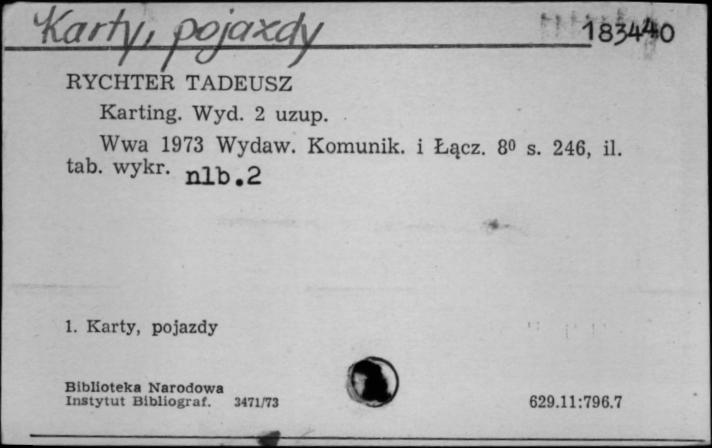 Karty, pojazdy 183440
RYCHTER TADEUSZ
Karting. Wyd. 2 uzup.
Wwa 1973 Wydaw. Komunik. i Łącz. 8⁰ s. 246, il.
tab. wykr. nlb.2
1. Karty, pojazdy
Biblioteka Narodowa
Instytut Bibliograf. 3471/73 629.11:796.7